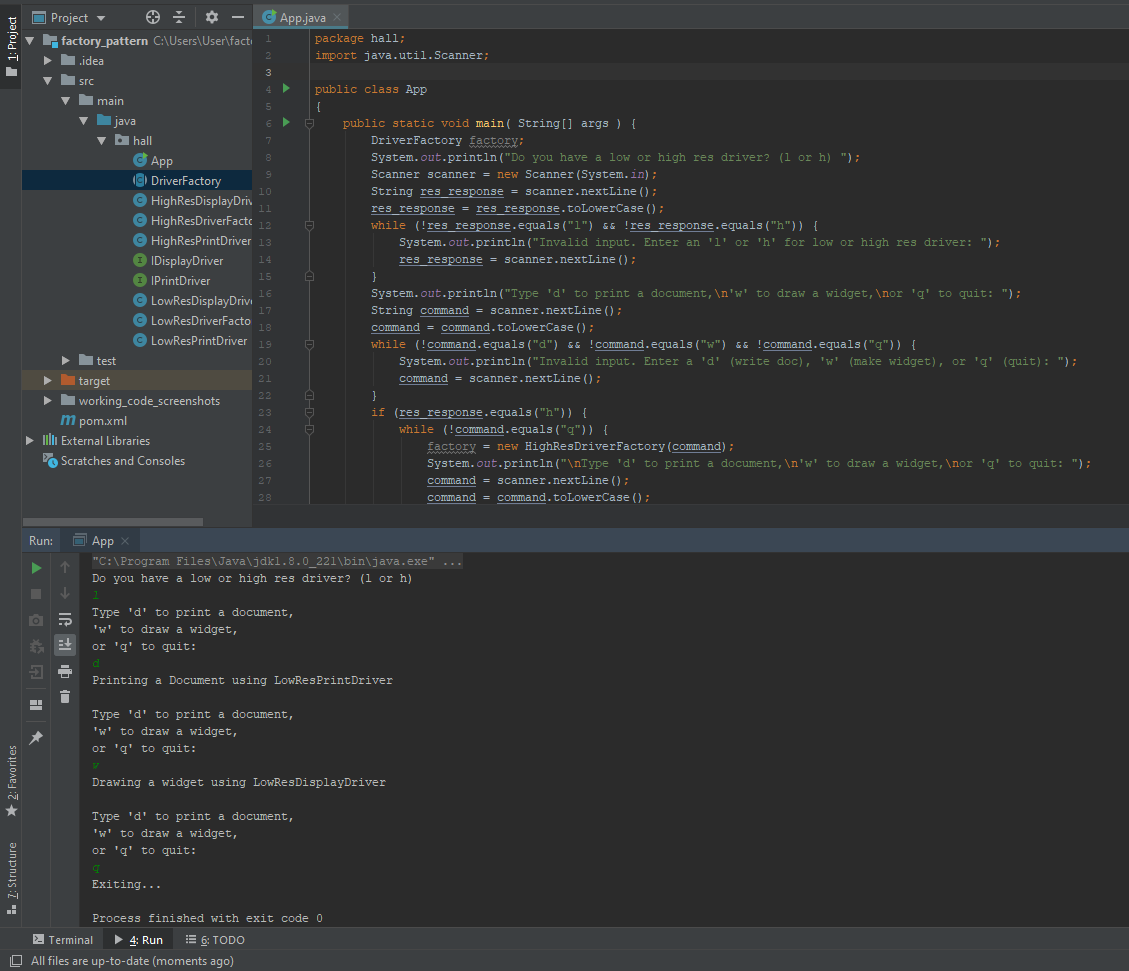 Project
App.java
1: Project
factory_pattern C:\Users\User\facto
.idea
src
main
java
hall
App
DriverFactory
HighResDisplayDriv
HighResDriverFacto
HighResPrintDriver
IDisplayDriver
IPrintDriver
LowResDisplayDrive
LowResDriverFacto
LowResPrintDriver
test
target
working_code_screenshots
pom.xml
External Libraries
Scratches and Consoles
1 package hall;
2 import java.util.Scanner;
3
4 public class App
5 {
6 public static void main( String[] args ) {
7 DriverFactory factory;
8 System.out.println("Do you have a low or high res driver? (l or h) ");
9 Scanner scanner = new Scanner(System.in);
10 String res_response = scanner.nextLine();
11 res_response = res_response.toLowerCase();
12 while (!res_response.equals("l") && !res_response.equals("h")) {
13 System.out.println("Invalid input. Enter an 'l' or 'h' for low or high res driver: ");
14 res_response = scanner.nextLine();
15 }
16 System.out.println("Type 'd' to print a document,\n'w' to draw a widget,\nor 'q' to quit: ");
17 String command = scanner.nextLine();
18 command = command.toLowerCase();
19 while (!command.equals("d") && !command.equals("w") && !command.equals("q")) {
20 System.out.println("Invalid input. Enter a 'd' (write doc), 'w' (make widget), or 'q' (quit): ");
21 command = scanner.nextLine();
22 }
23 if (res_response.equals("h")) {
24 while (!command.equals("q")) {
25 factory = new HighResDriverFactory(command);
26 System.out.println("\nType 'd' to print a document,\n'w' to draw a widget,\nor 'q' to quit: ");
27 command = scanner.nextLine();
28 command = command.toLowerCase();
Run: App
"C:\Program Files\Java\jdk1.8.0_221\bin\java.exe" ...
Do you have a low or high res driver? (l or h)
l
Type 'd' to print a document,
'w' to draw a widget,
or 'q' to quit:
d
Printing a Document using LowResPrintDriver
Type 'd' to print a document,
'w' to draw a widget,
or 'q' to quit:
w
Drawing a widget using LowResDisplayDriver
Type 'd' to print a document,
'w' to draw a widget,
or 'q' to quit:
q
Exiting...
Process finished with exit code 0
2: Favorites
7: Structure
Terminal 4: Run 6: TODO
All files are up-to-date (moments ago)